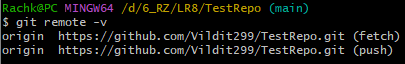 Rachk@PC MINGW64 /d/6_RZ/LR8/TestRepo (main)
$ git remote -v
origin  https://github.com/Vildit299/TestRepo.git (fetch)
origin  https://github.com/Vildit299/TestRepo.git (push)